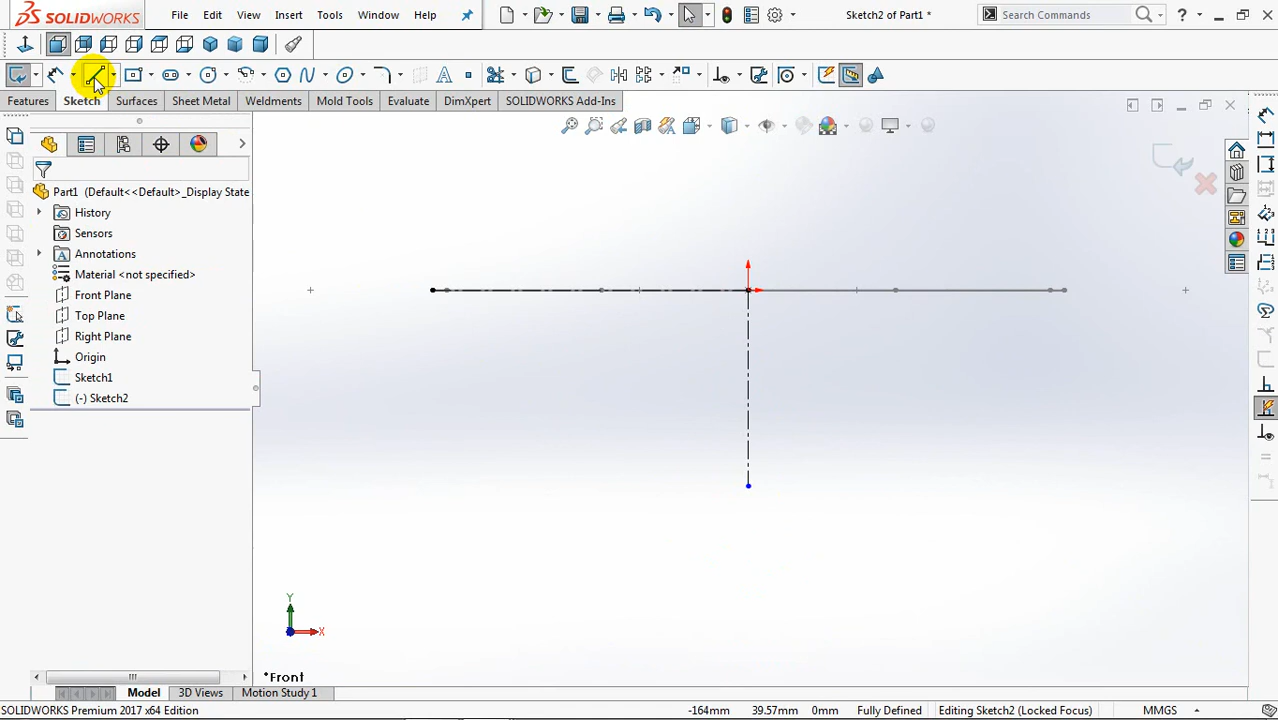 SOLIDWORKS File Edit View Insert Tools Window Help Sketch2 of Part1 * Search Commands ?
Features Sketch Surfaces Sheet Metal Weldments Mold Tools Evaluate DimXpert SOLIDWORKS Add-Ins
Part1 (Default<<Default>_Display State
History
Sensors
Annotations
Material <not specified>
Front Plane
Top Plane
Right Plane
Origin
Sketch1
(-) Sketch2
Y
X
*Front
Model 3D Views Motion Study 1
SOLIDWORKS Premium 2017 x64 Edition -164mm 39.57mm 0mm Fully Defined Editing Sketch2 (Locked Focus) MMGS